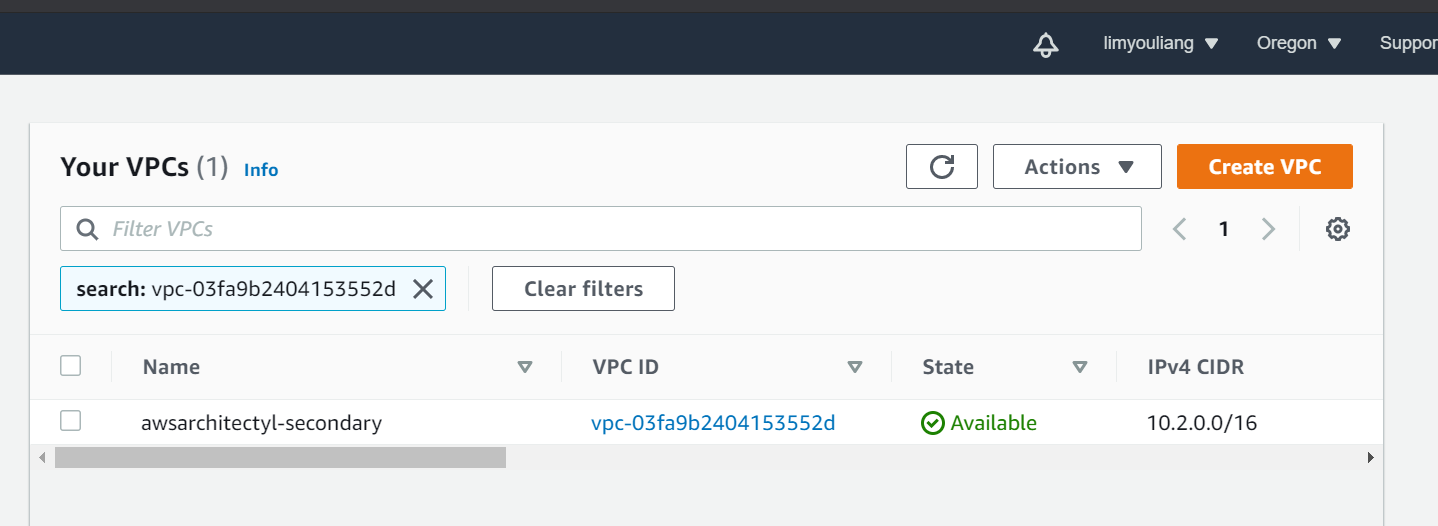 limyouliang Oregon Suppor
Your VPCs (1) Info Actions Create VPC
Filter VPCs 1
search: vpc-03fa9b2404153552d Clear filters
Name VPC ID State IPv4 CIDR
awsarchitectyl-secondary vpc-03fa9b2404153552d Available 10.2.0.0/16